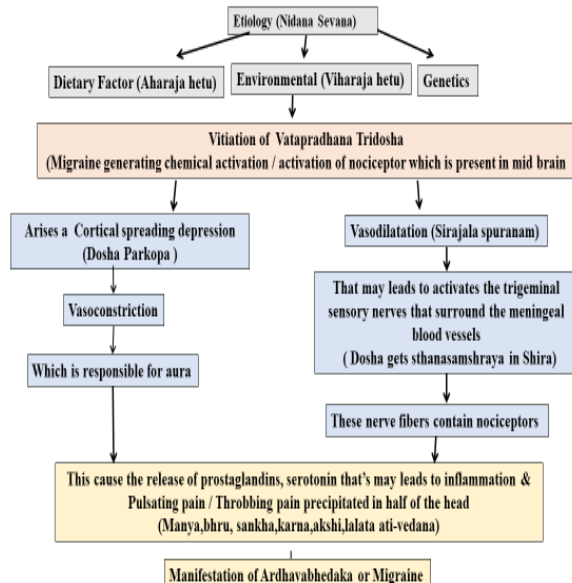 Etiology (Nidana Sevana)
Dietary Factor (Aharaja hetu)
Environmental (Viharaja hetu)
Genetics
Vitiation of Vatapradhana Tridosha
(Migraine generating chemical activation / activation of nociceptor which is present in mid brain
Arises a Cortical spreading depression
(Dosha Parkopa )
Vasoconstriction
Which is responsible for aura
Vasodilatation (Sirajala spuranam)
That may leads to activates the trigeminal
sensory nerves that surround the meningeal
blood vessels
( Dosha gets sthanasamshraya in Shira)
These nerve fibers contain nociceptors
This cause the release of prostaglandins, serotonin that's may leads to inflammation &
Pulsating pain / Throbbing pain precipitated in half of the head
(Manya,bhru, sankha,karna,akshi,lalata ati-vedana)
Manifestation of Ardhavabhedaka or Migraine